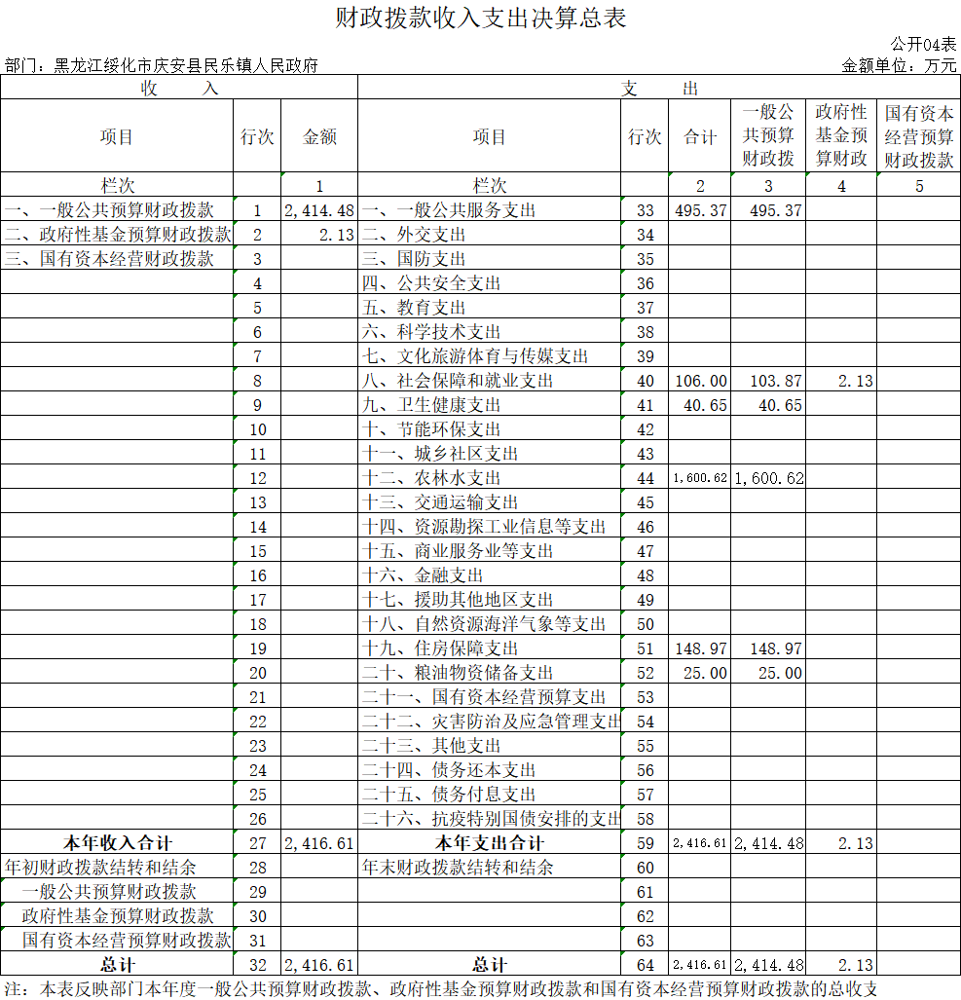 财政拨款收入支出决算总表
公开04表
部门：黑龙江绥化市庆安县民乐镇人民政府 金额单位：万元
收 入 支 出
项目 行次 金额 项目 行次 合计 一般公共预算财政拨 政府性基金预算财政 国有资本经营预算财政拨款
栏次 1 栏次 2 3 4 5
一、一般公共预算财政拨款 1 2,414.48 一、一般公共服务支出 33 495.37 495.37
二、政府性基金预算财政拨款 2 2.13 二、外交支出 34
三、国有资本经营财政拨款 3 三、国防支出 35
4 四、公共安全支出 36
5 五、教育支出 37
6 六、科学技术支出 38
7 七、文化旅游体育与传媒支出 39
8 八、社会保障和就业支出 40 106.00 103.87 2.13
9 九、卫生健康支出 41 40.65 40.65
10 十、节能环保支出 42
11 十一、城乡社区支出 43
12 十二、农林水支出 44 1,600.62 1,600.62
13 十三、交通运输支出 45
14 十四、资源勘探工业信息等支出 46
15 十五、商业服务业等支出 47
16 十六、金融支出 48
17 十七、援助其他地区支出 49
18 十八、自然资源海洋气象等支出 50
19 十九、住房保障支出 51 148.97 148.97
20 二十、粮油物资储备支出 52 25.00 25.00
21 二十一、国有资本经营预算支出 53
22 二十二、灾害防治及应急管理支出 54
23 二十三、其他支出 55
24 二十四、债务还本支出 56
25 二十五、债务付息支出 57
26 二十六、抗疫特别国债安排的支出 58
本年收入合计 27 2,416.61 本年支出合计 59 2,416.61 2,414.48 2.13
年初财政拨款结转和结余 28 年末财政拨款结转和结余 60
一般公共预算财政拨款 29 61
政府性基金预算财政拨款 30 62
国有资本经营预算财政拨款 31 63
总计 32 2,416.61 总计 64 2,416.61 2,414.48 2.13
注：本表反映部门本年度一般公共预算财政拨款、政府性基金预算财政拨款和国有资本经营预算财政拨款的总收支